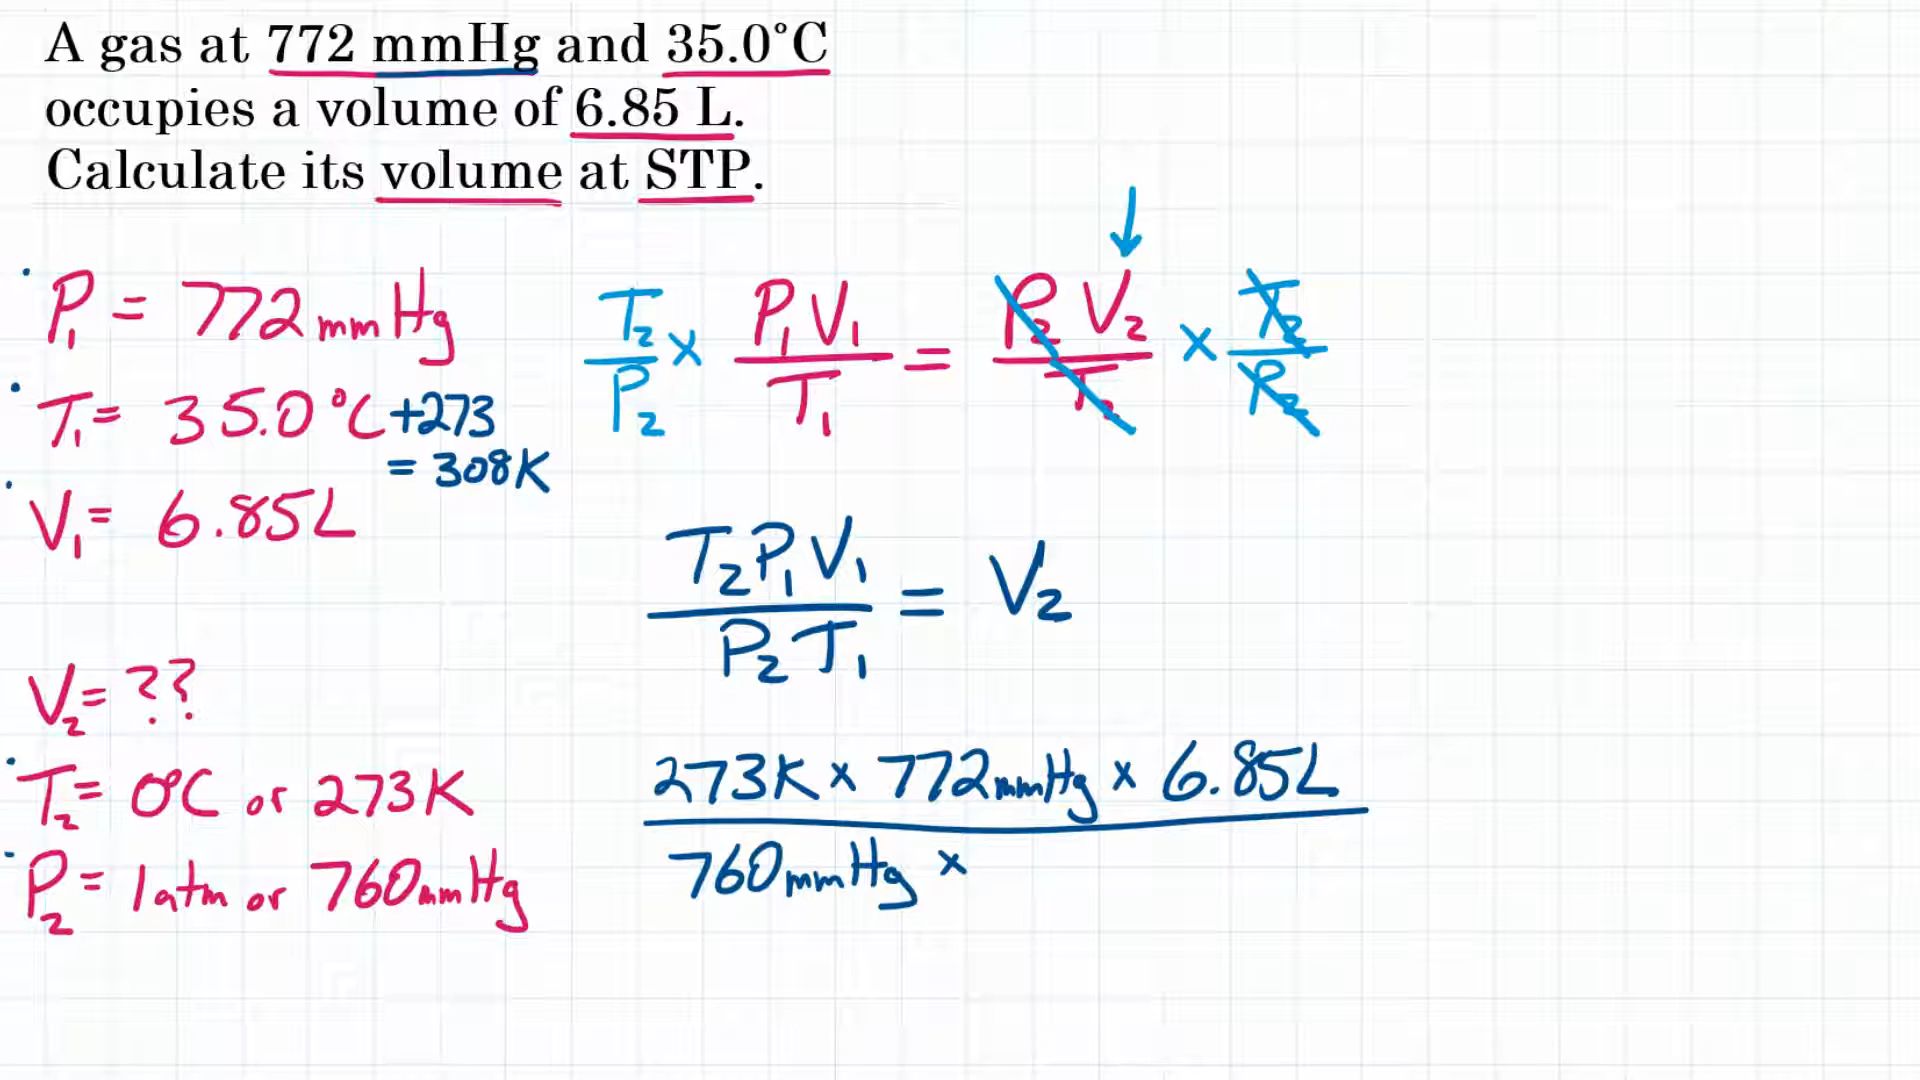 A gas at 772 mmHg and 35.0°C
occupies a volume of 6.85 L.
Calculate its volume at STP.
P₁ = 772 mmHg
T₁ = 35.0°C +273
= 308K
V₁ = 6.85L
V₂ = ??
T₂ = 0°C or 273K
P₂ = 1atm or 760mmHg
T₂/P₂ × P₁V₁/T₁ = P₂V₂/T₂ × T₂/P₂
T₂P₁V₁/P₂T₁ = V₂
273K × 772mmHg × 6.85L
760mmHg ×